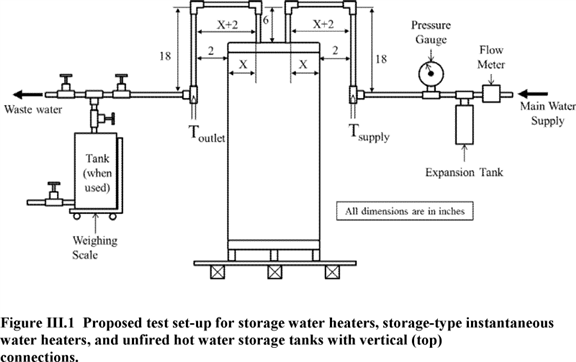 X+2
6
X+2
18
2
X
X
2
18
Pressure
Gauge
Flow
Meter
Waste water
Toutlet
Tsupply
Main Water
Supply
Tank
(when
used)
Expansion Tank
All dimensions are in inches
Weighing
Scale
Figure III.1 Proposed test set-up for storage water heaters, storage-type instantaneous
water heaters, and unfired hot water storage tanks with vertical (top)
connections.